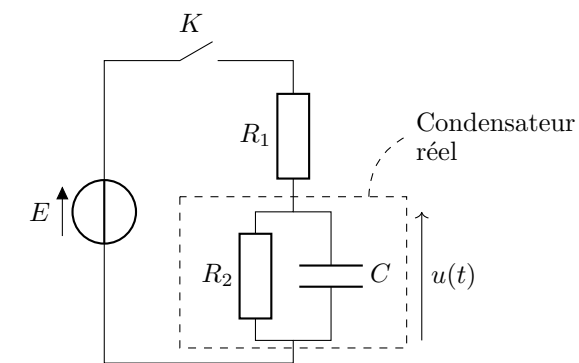 K
R₁
Condensateur
réel
E
R₂
C
u(t)